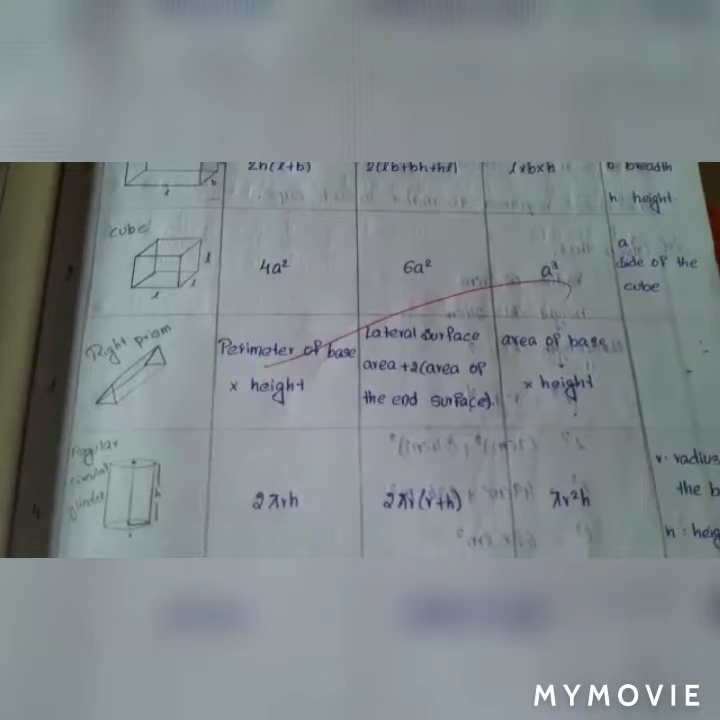 2h(l+b)
2(lb+bh+hl)
l×b×h
b: breadth
h: height
cube
4a²
6a²
a³
a:
side of the
cube
Right prism
Perimeter of base
× height
Lateral surface
area +2(area of
the end surface).
area of base
× height
Regular
circular
cylinder
2πrh
2πr(r+h)
πr²h
r: radius
the b
h: heig
MYMOVIE